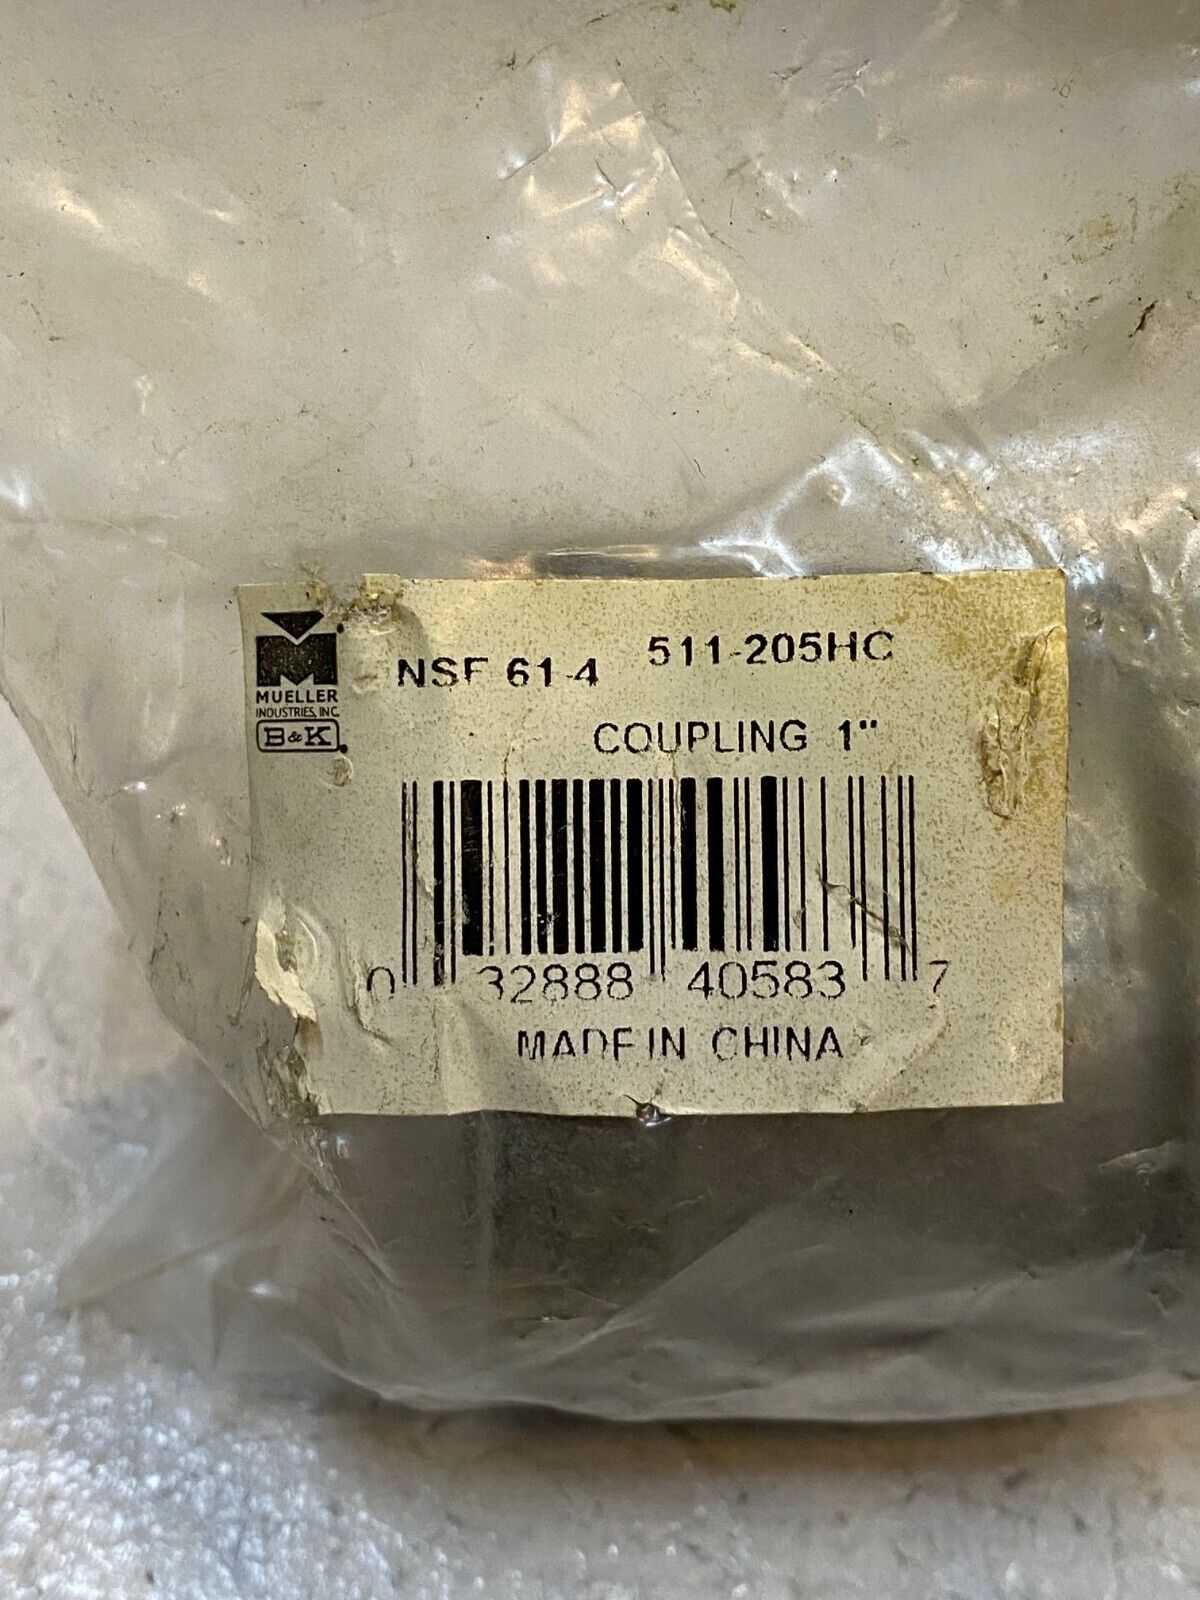 M
MUELLER
INDUSTRIES, INC.
B&K
NSF 61-4 511-205HC
COUPLING 1"
0 32888 40583 7
MADE IN CHINA